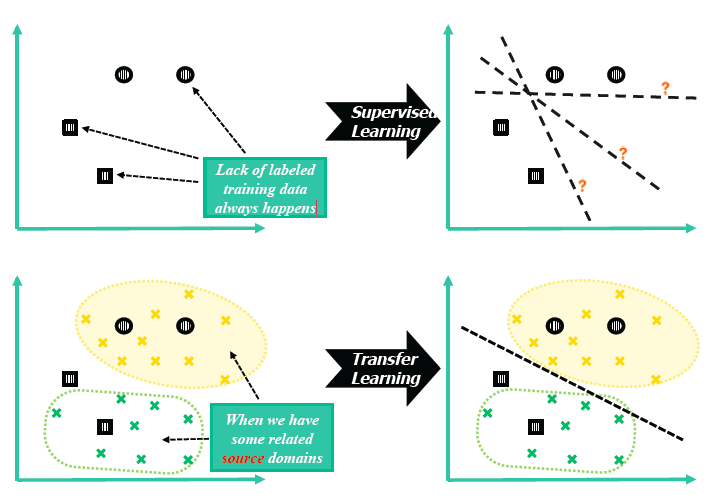 Supervised
Learning
?
?
?
Lack of labeled
training data
always happens
Transfer
Learning
When we have
some related
source domains